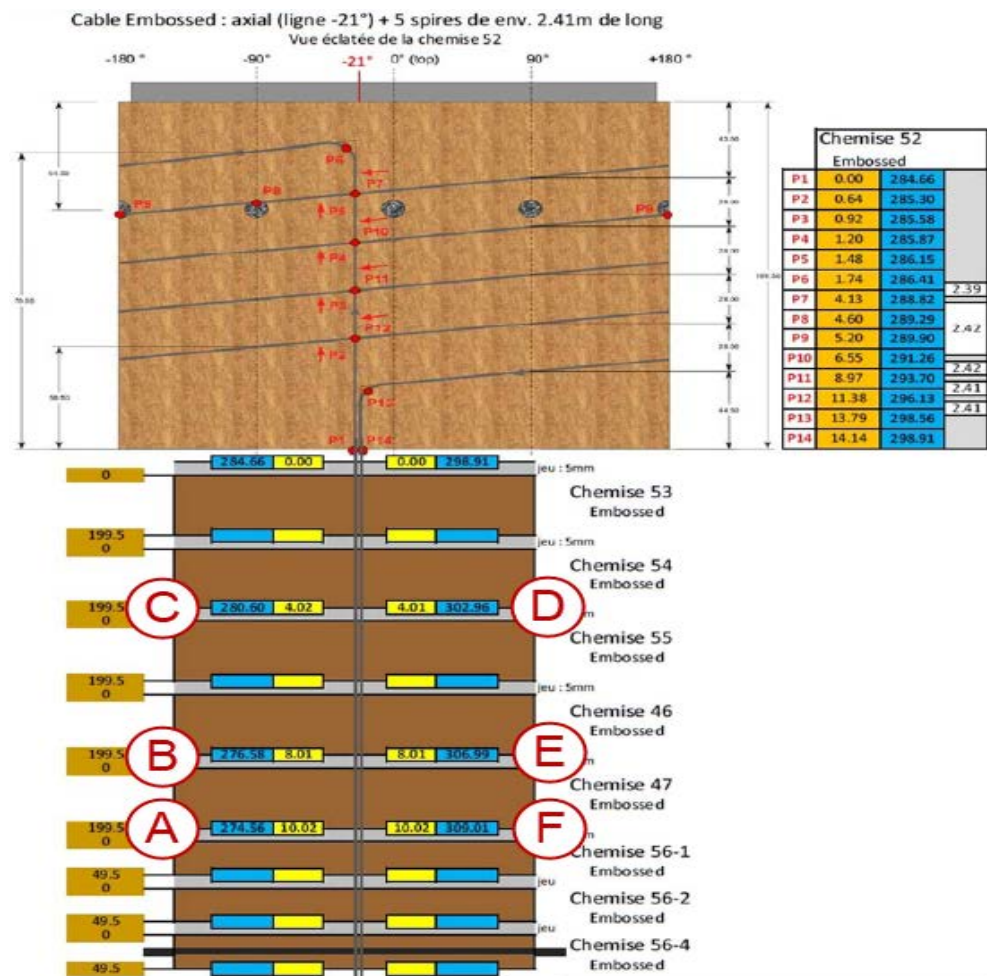 Cable Embossed : axial (ligne -21°) + 5 spires de env. 2.41m de long
Vue éclatée de la chemise 52
-180 ° -90° -21° 0° (top) 90° +180 °
P6
P7
P8
P10
P4
P11
P12
P2
P13
P1 P14
Chemise 52
Embossed
P1 0.00 284.66
P2 0.64 285.30
P3 0.92 285.58
P4 1.20 285.87
P5 1.48 286.15
P6 1.74 286.41
2.39
P7 4.13 288.82
P8 4.60 289.29
2.42
P9 5.20 289.90
P10 6.55 291.26
2.42
P11 8.97 293.70
2.41
P12 11.38 296.13
2.41
P13 13.79 298.56
P14 14.14 298.91
284.66 0.00 0.00 298.91
0 jeu : 5mm
Chemise 53
Embossed
199.5
0 jeu : 5mm
Chemise 54
Embossed
C 199.5 280.60 4.02 4.01 302.96 D
0
Chemise 55
Embossed
199.5
0 jeu : 5mm
Chemise 46
Embossed
B 199.5 276.58 8.01 8.01 306.99 E
0
Chemise 47
Embossed
A 199.5 274.56 10.02 10.02 309.01 F
0
Chemise 56-1
Embossed
49.5
0 jeu
Chemise 56-2
Embossed
49.5
0 jeu
Chemise 56-4
Embossed
49.5